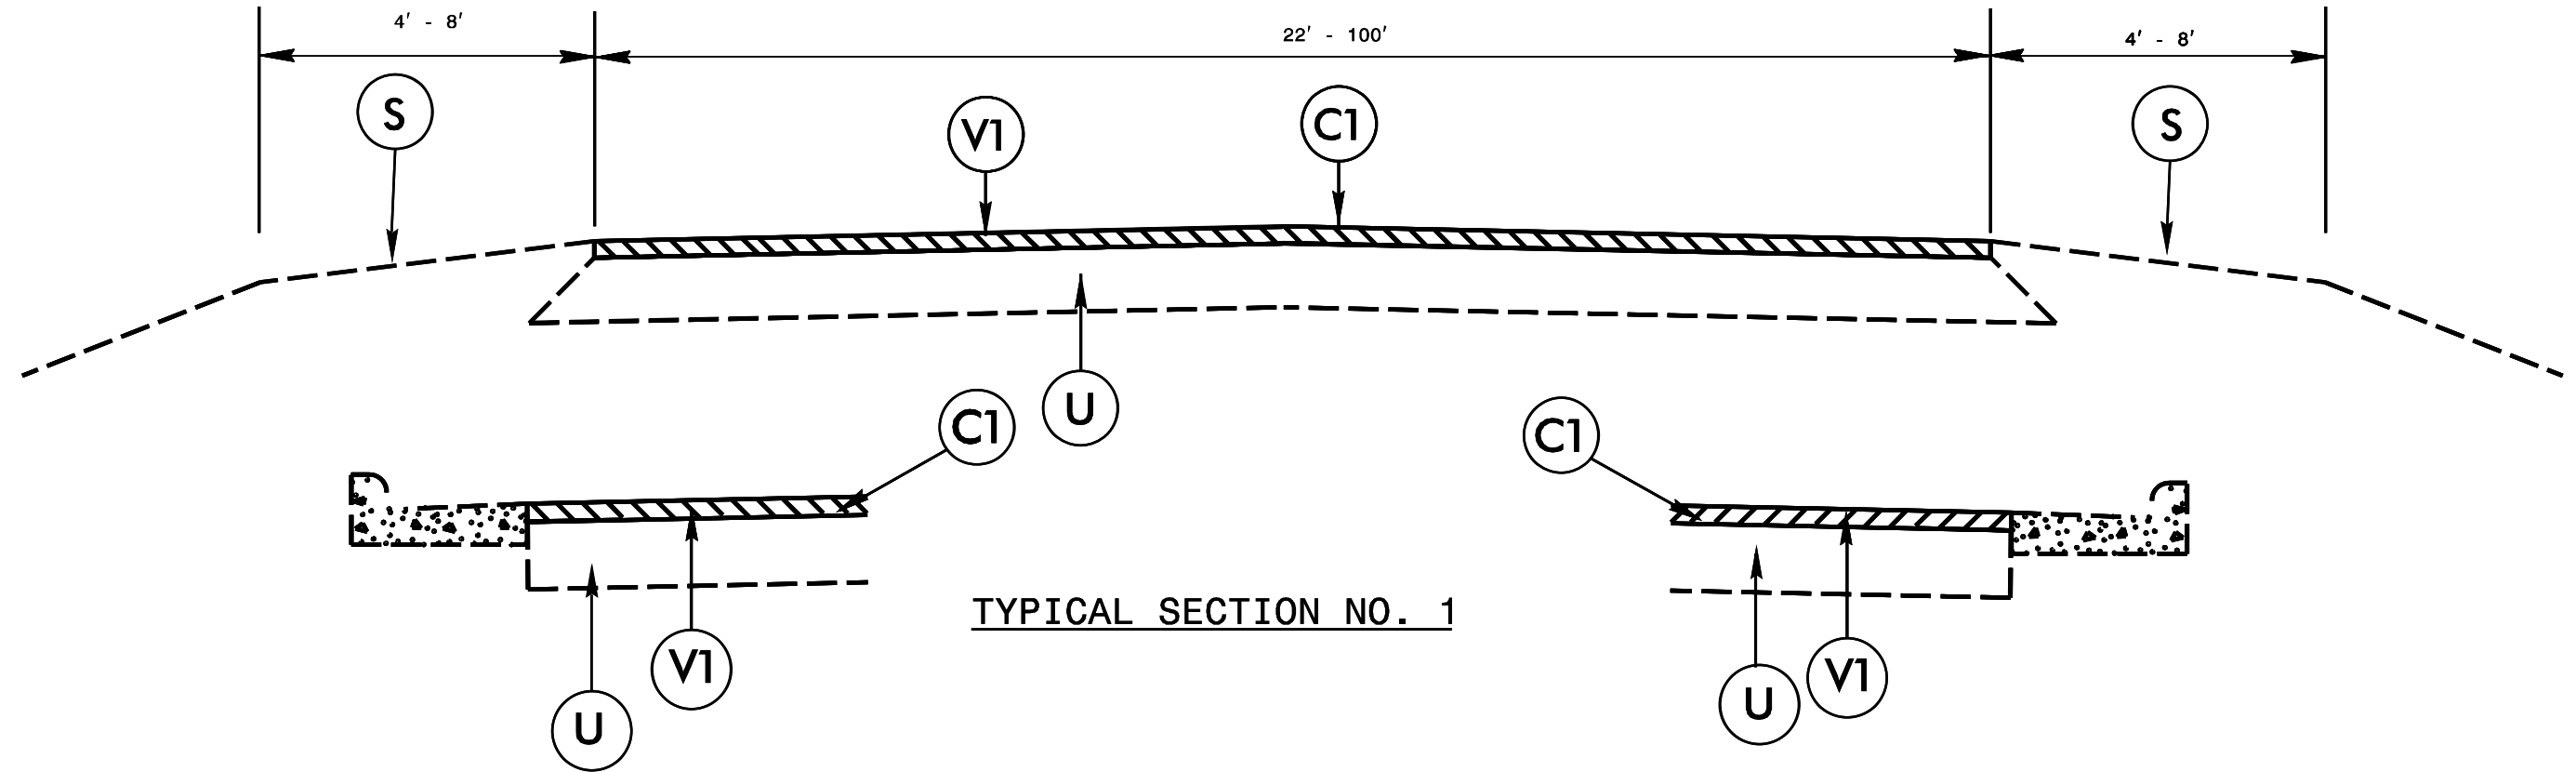 4' - 8'
22' - 100'
4' - 8'
S
V1
C1
S
U
C1
C1
TYPICAL SECTION NO. 1
V1
U
V1
U